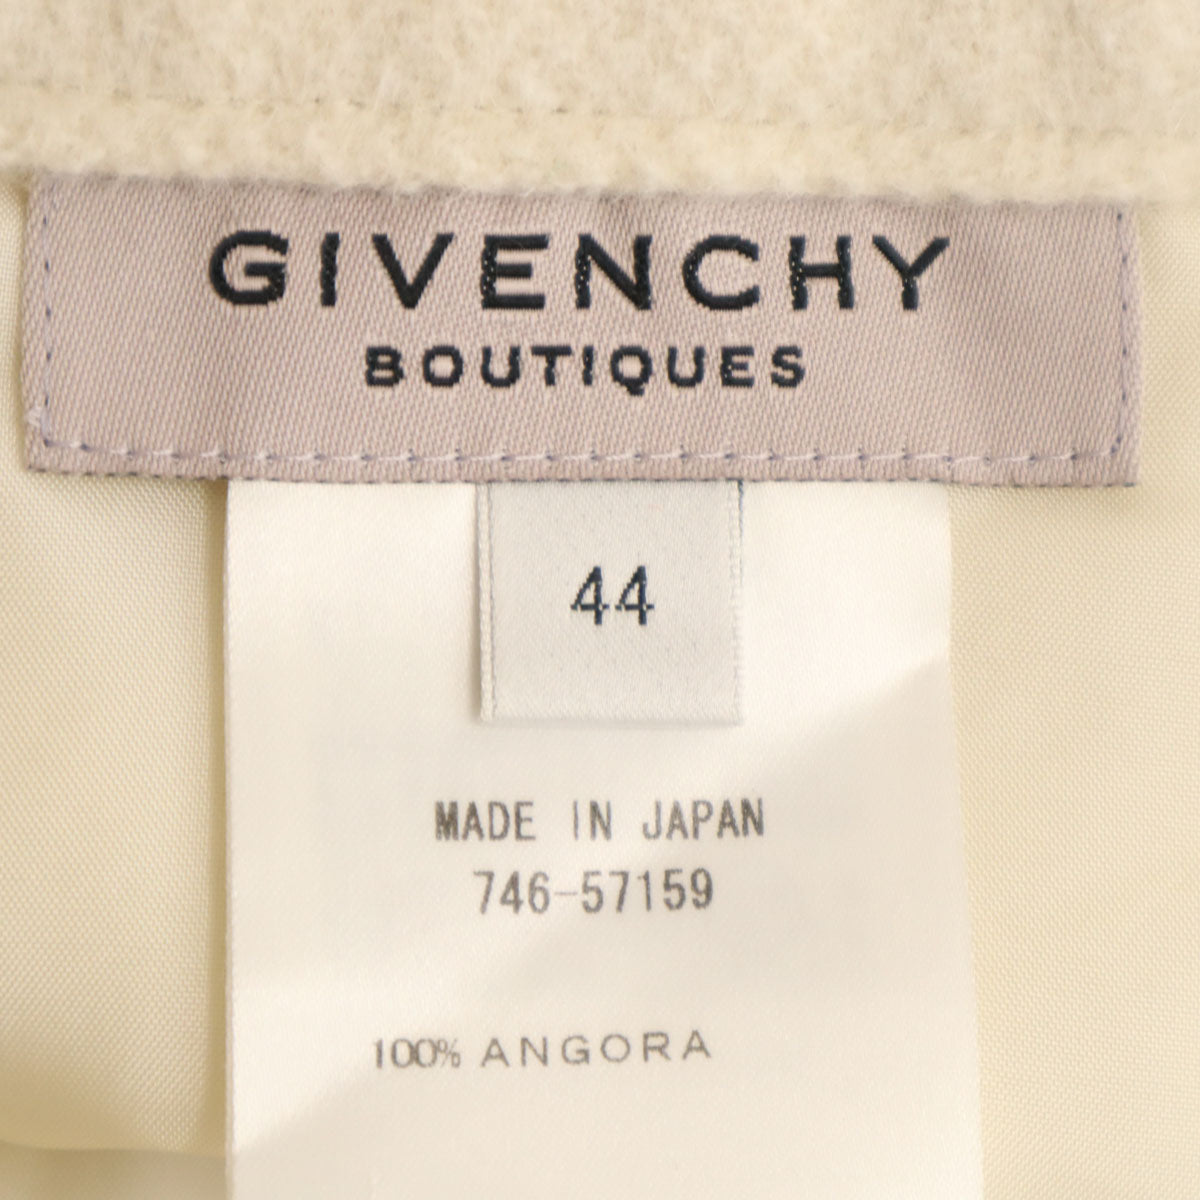 GIVENCHY
BOUTIQUES
44
MADE IN JAPAN
746-57159
100% ANGORA